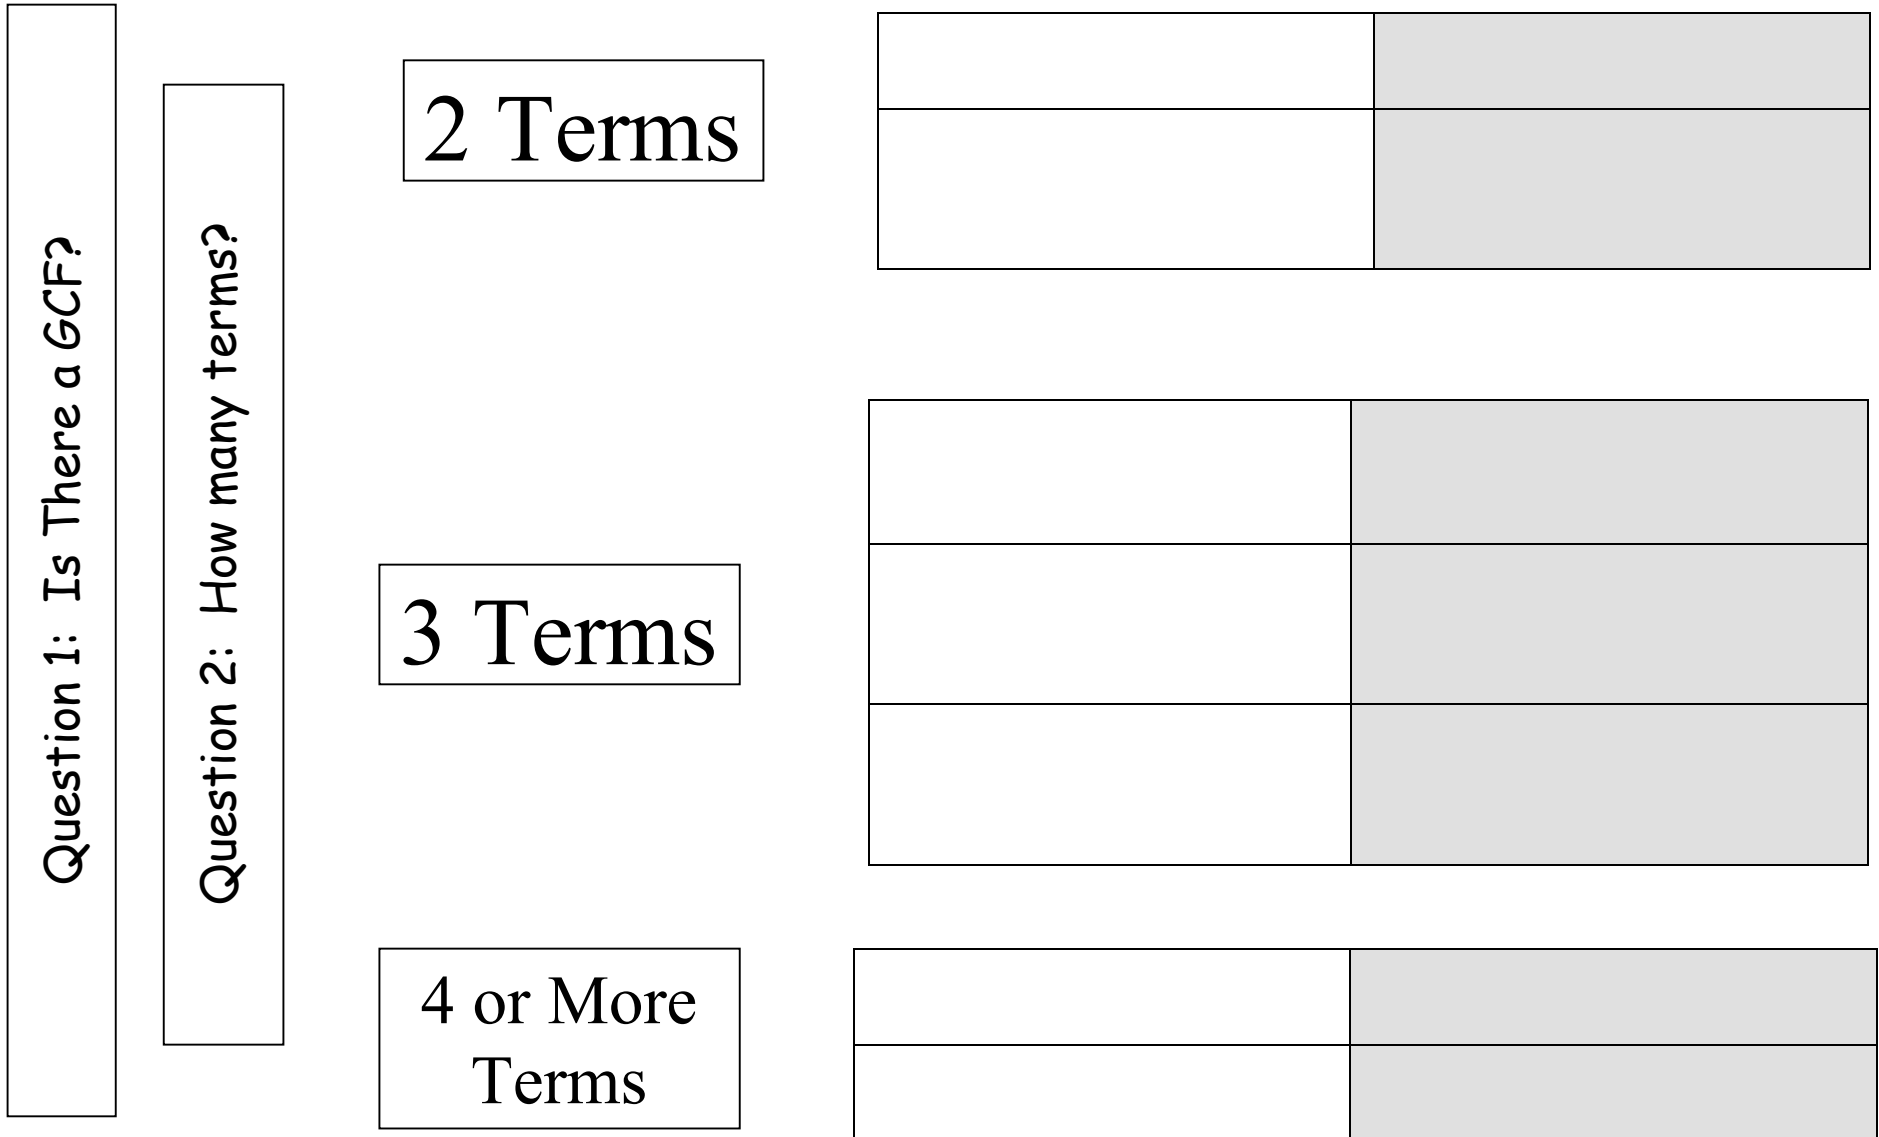 Question 1:  Is There a GCF?
Question 2:  How many terms?
2 Terms
3 Terms
4 or More
Terms